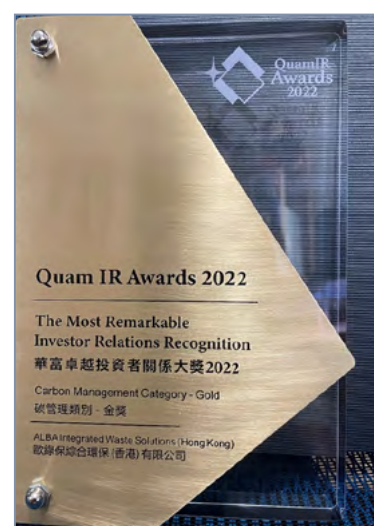 QuamIR
Awards
2022
Quam IR Awards 2022
The Most Remarkable
Investor Relations Recognition
華富卓越投資者關係大獎2022
Carbon Management Category - Gold
碳管理類別 - 金獎
ALBA Integrated Waste Solutions (Hong Kong)
歐綠保綜合環保(香港)有限公司